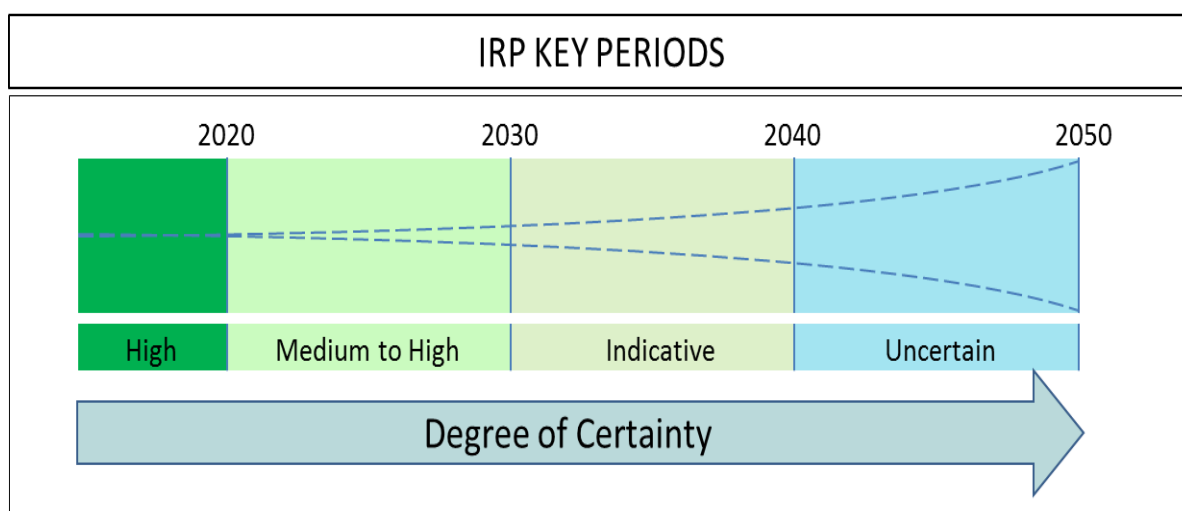 IRP KEY PERIODS
2020 2030 2040 2050
High Medium to High Indicative Uncertain
Degree of Certainty